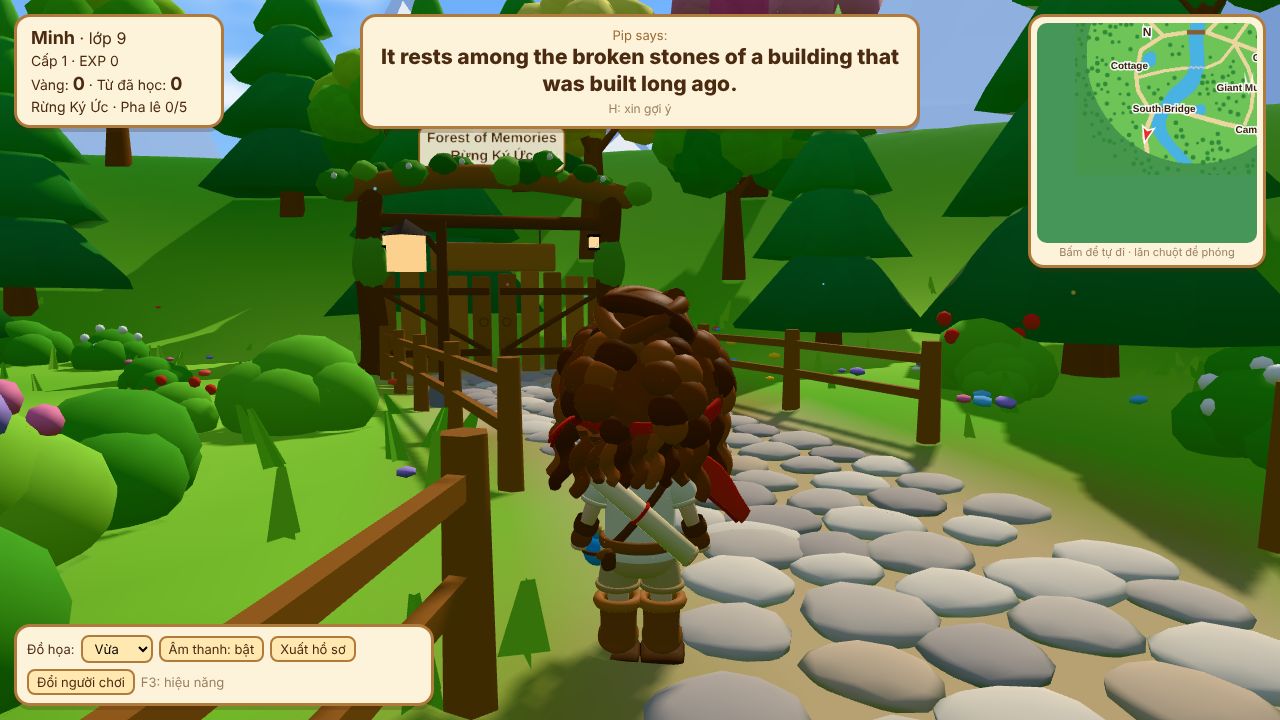 Minh · lớp 9
Cấp 1 · EXP 0
Vàng: 0 · Từ đã học: 0
Rừng Ký Ức · Pha lê 0/5
Pip says:
It rests among the broken stones of a building that
was built long ago.
H: xin gợi ý
Forest of Memories
Rừng Ký Ức
N
Cottage
Giant Mu
South Bridge
Cam
Bấm để tự đi · lăn chuột để phóng
Đồ họa: Vừa Âm thanh: bật Xuất hồ sơ
Đổi người chơi F3: hiệu năng